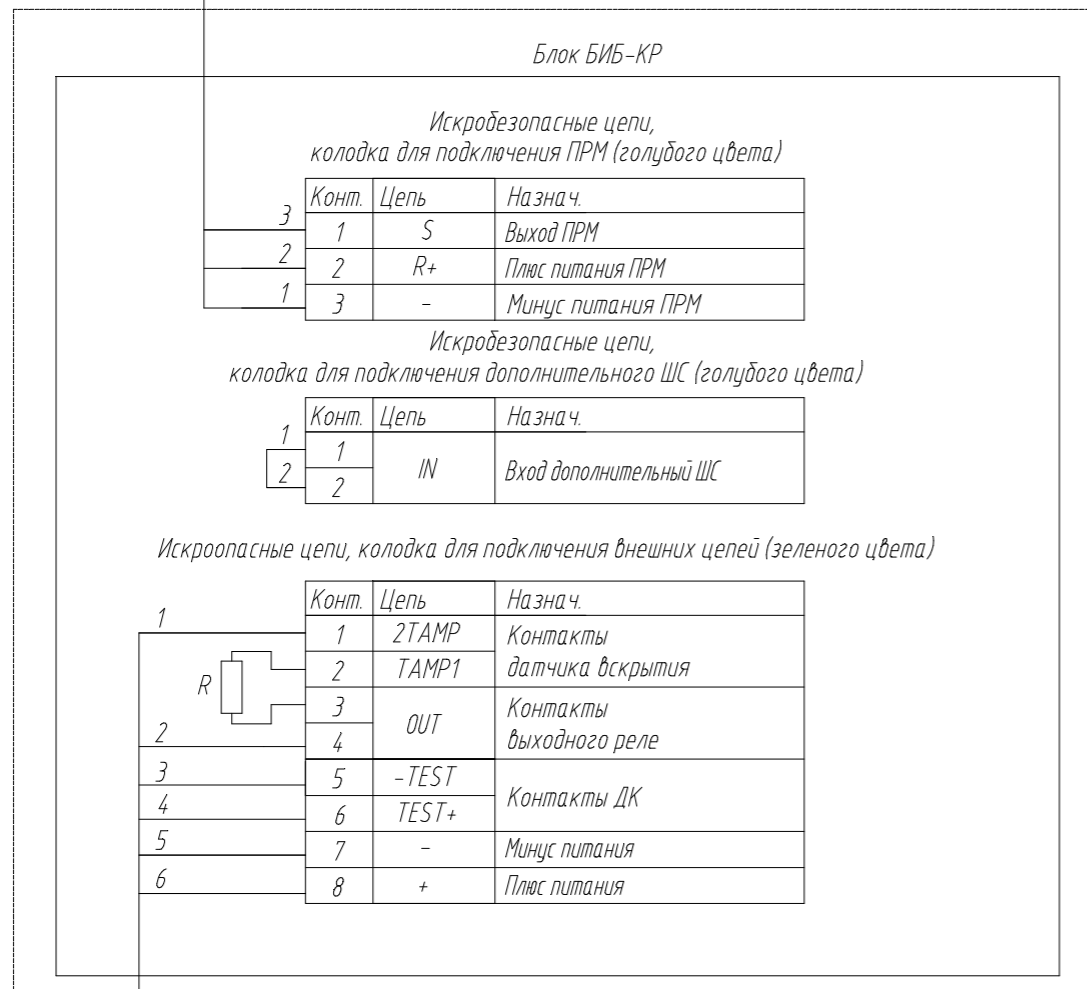 Блок БИБ-КР
Искробезопасные цепи,
колодка для подключения ПРМ (голубого цвета)
Конт. Цепь Назнач.
3 1 S Выход ПРМ
2 2 R+ Плюс питания ПРМ
1 3 - Минус питания ПРМ
Искробезопасные цепи,
колодка для подключения дополнительного ШС (голубого цвета)
Конт. Цепь Назнач.
1 1
IN Вход дополнительный ШС
2 2
Искроопасные цепи, колодка для подключения внешних цепей (зеленого цвета)
Конт. Цепь Назнач.
1 1 2TAMP Контакты
R 2 TAMP1 датчика вскрытия
3 Контакты
OUT
2 4 выходного реле
3 5 -TEST
Контакты ДК
4 6 TEST+
5 7 - Минус питания
6 8 + Плюс питания